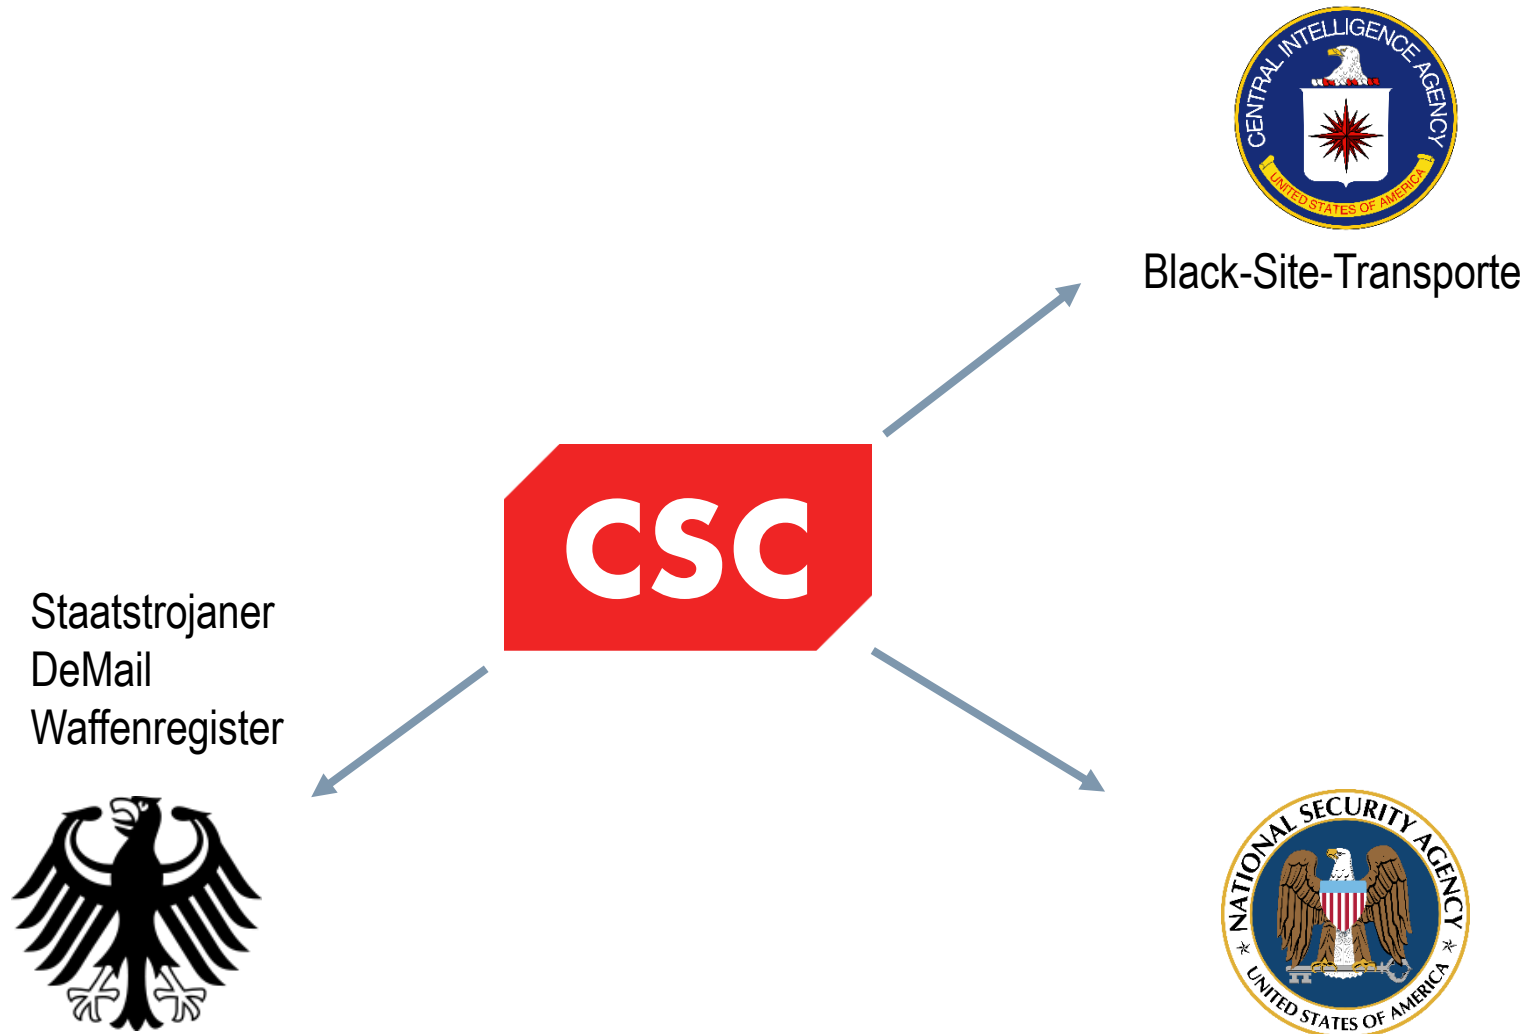 CENTRAL INTELLIGENCE AGENCY
UNITED STATES OF AMERICA
Black-Site-Transporte
CSC
Staatstrojaner
DeMail
Waffenregister
NATIONAL SECURITY AGENCY
UNITED STATES OF AMERICA